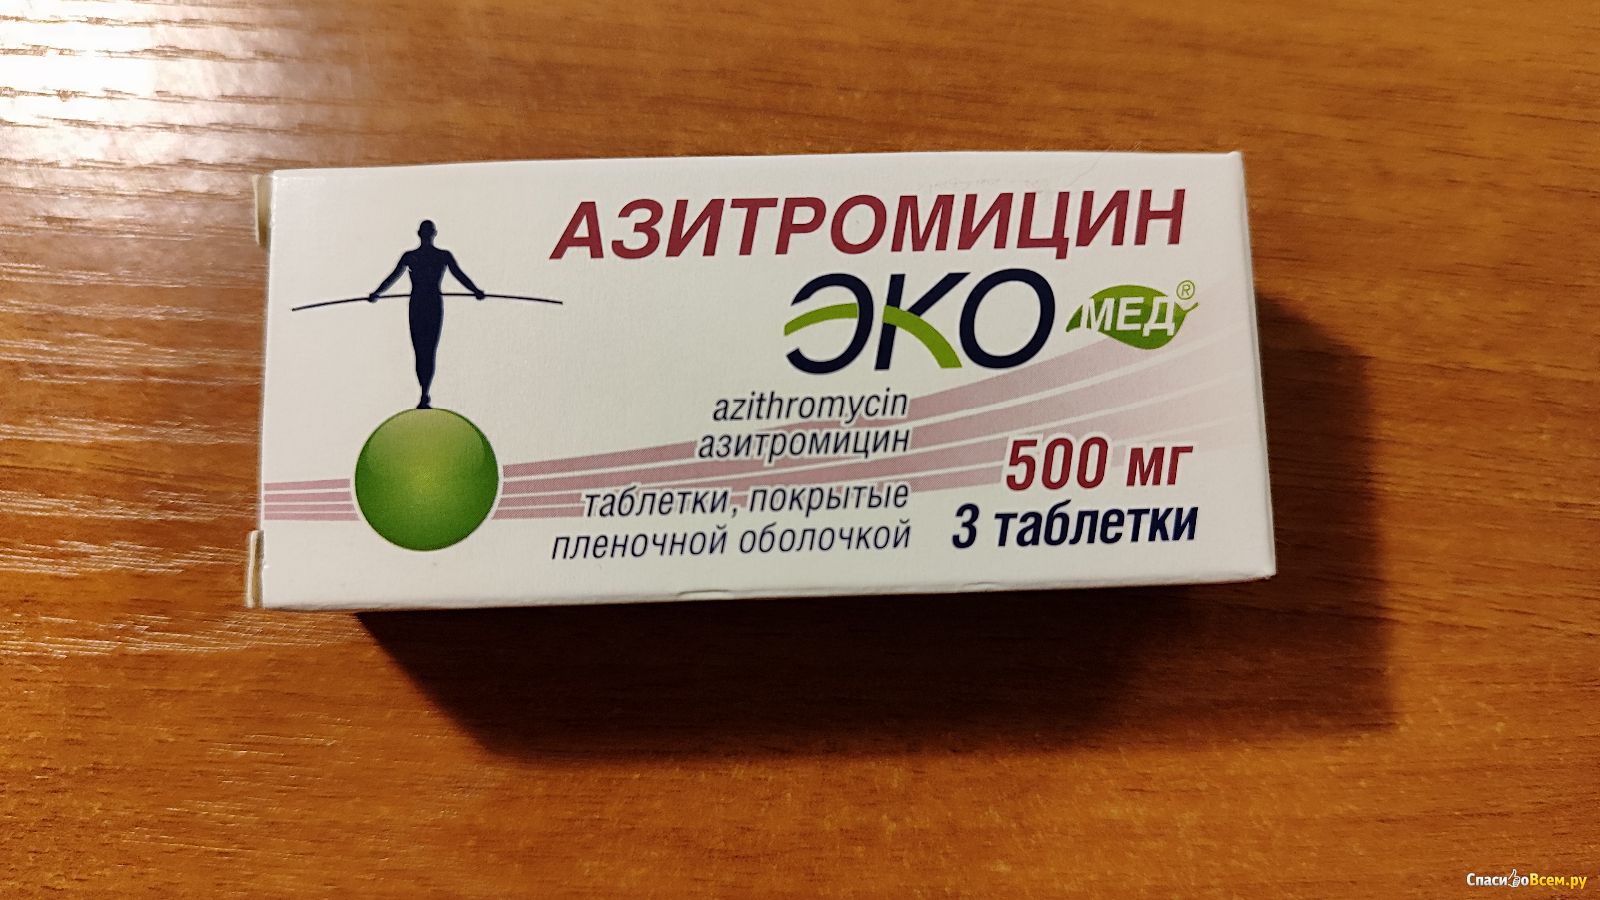 АЗИТРОМИЦИН
ЭКО МЕД®
azithromycin
азитромицин
таблетки, покрытые
пленочной оболочкой
500 мг
3 таблетки
СпасибоВсем.ру